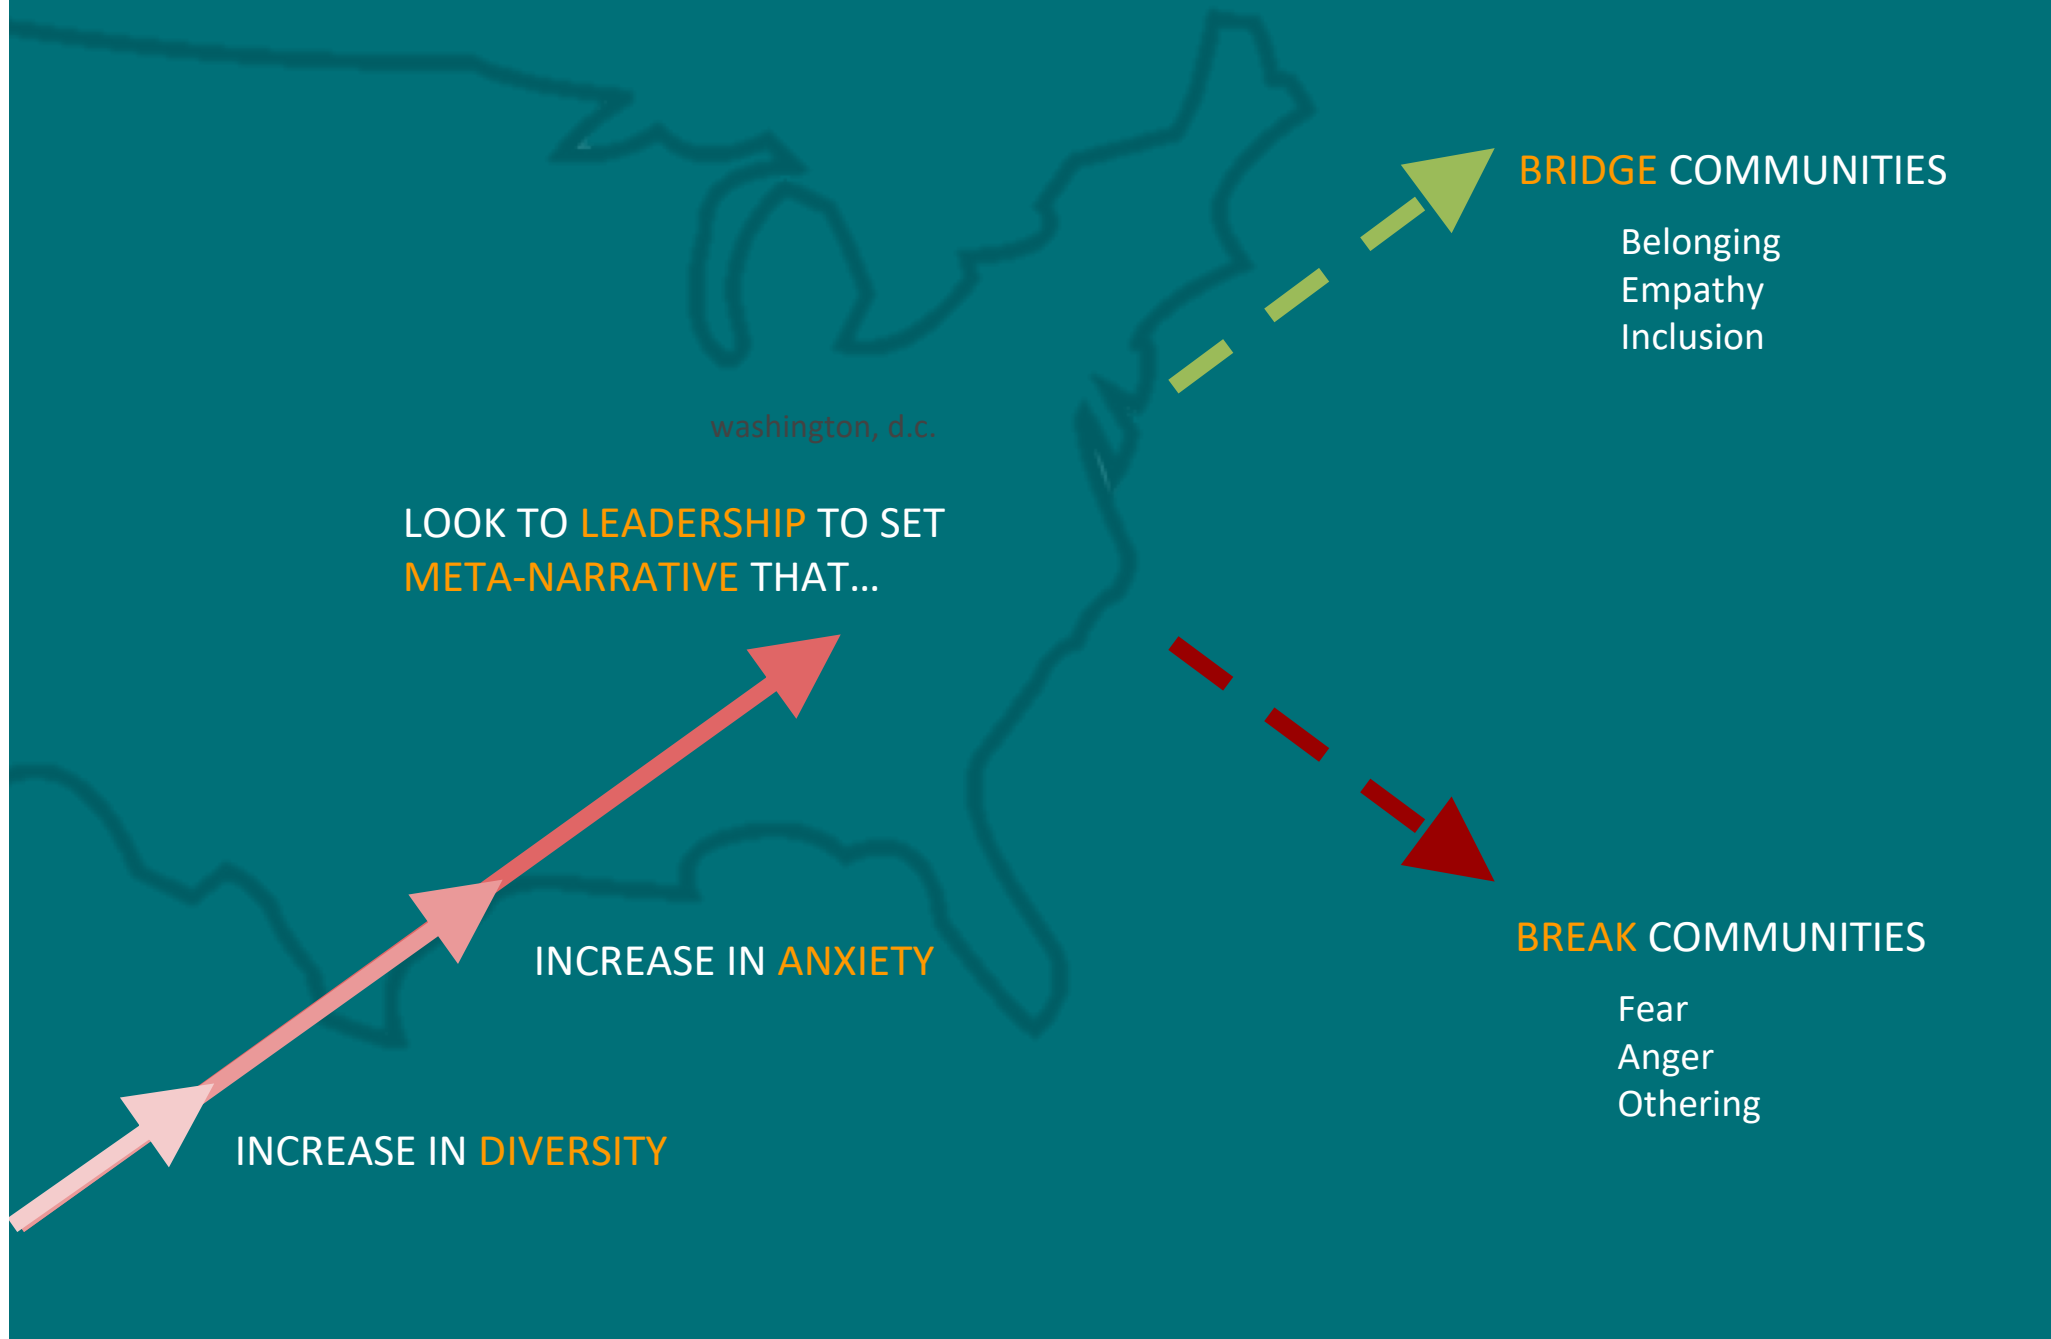 BRIDGE COMMUNITIES
Belonging
Empathy
Inclusion
washington, d.c.
LOOK TO LEADERSHIP TO SET
META-NARRATIVE THAT…
INCREASE IN ANXIETY
BREAK COMMUNITIES
Fear
Anger
Othering
INCREASE IN DIVERSITY